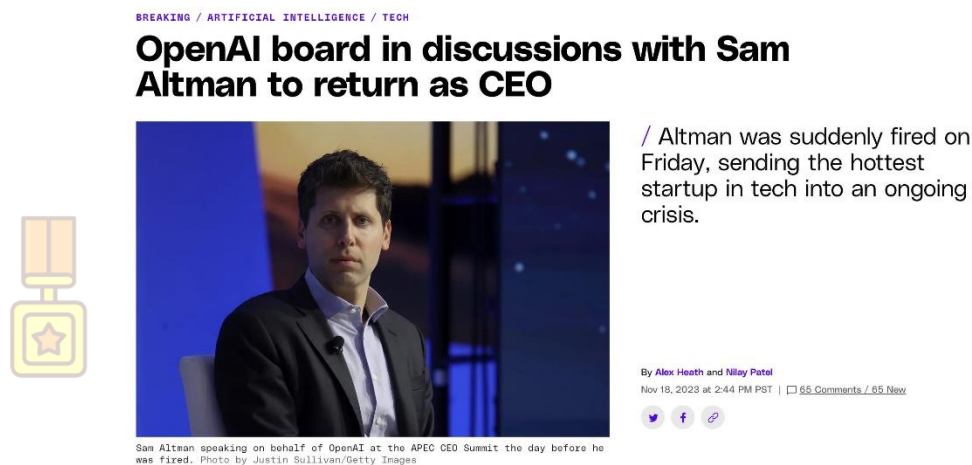 BREAKING / ARTIFICIAL INTELLIGENCE / TECH
OpenAI board in discussions with Sam
Altman to return as CEO
/ Altman was suddenly fired on
Friday, sending the hottest
startup in tech into an ongoing
crisis.
By Alex Heath and Nilay Patel
Nov 18, 2023 at 2:44 PM PST | 65 Comments / 65 New
Sam Altman speaking on behalf of OpenAI at the APEC CEO Summit the day before he
was fired. Photo by Justin Sullivan/Getty Images